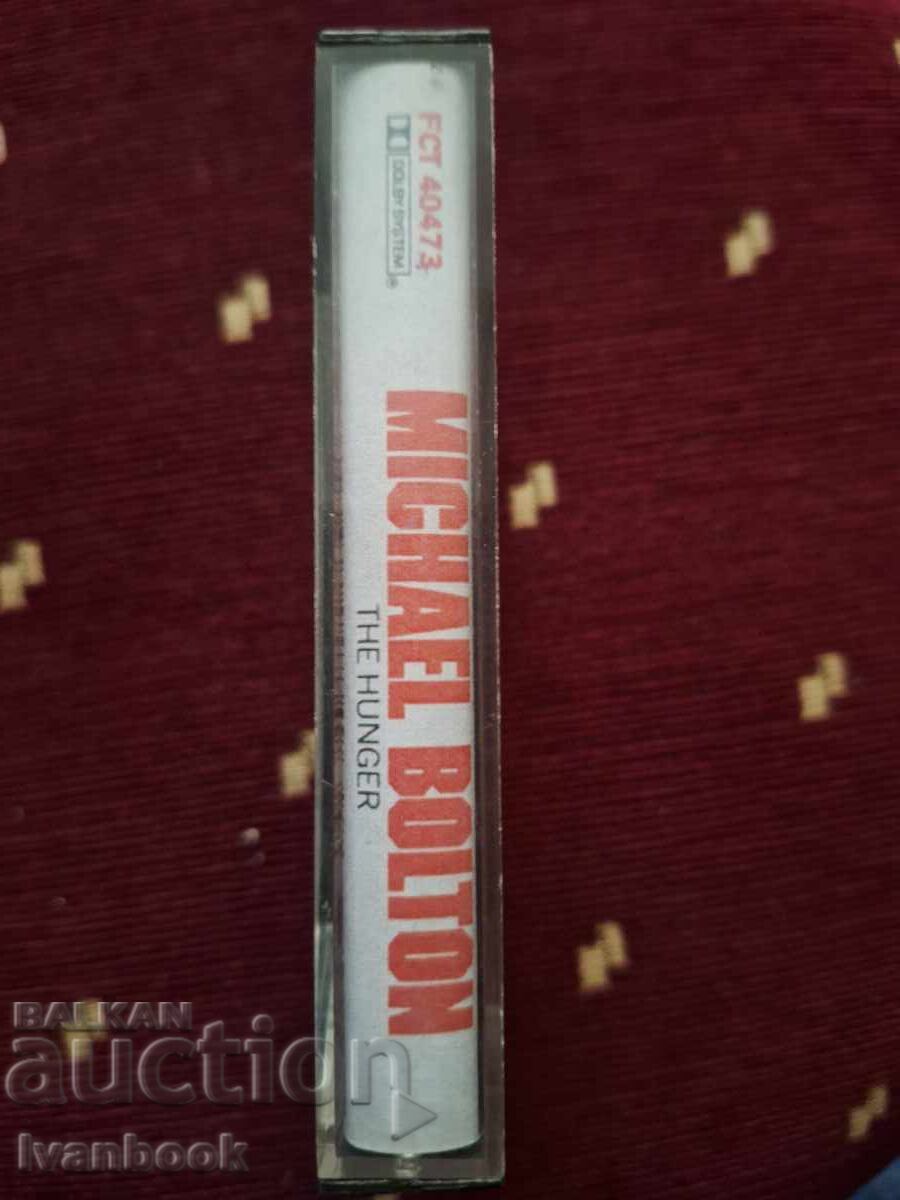 FCT 40473
DOLBY SYSTEM ®
MICHAEL BOLTON
THE HUNGER
BALKAN
auction
Ivanbook